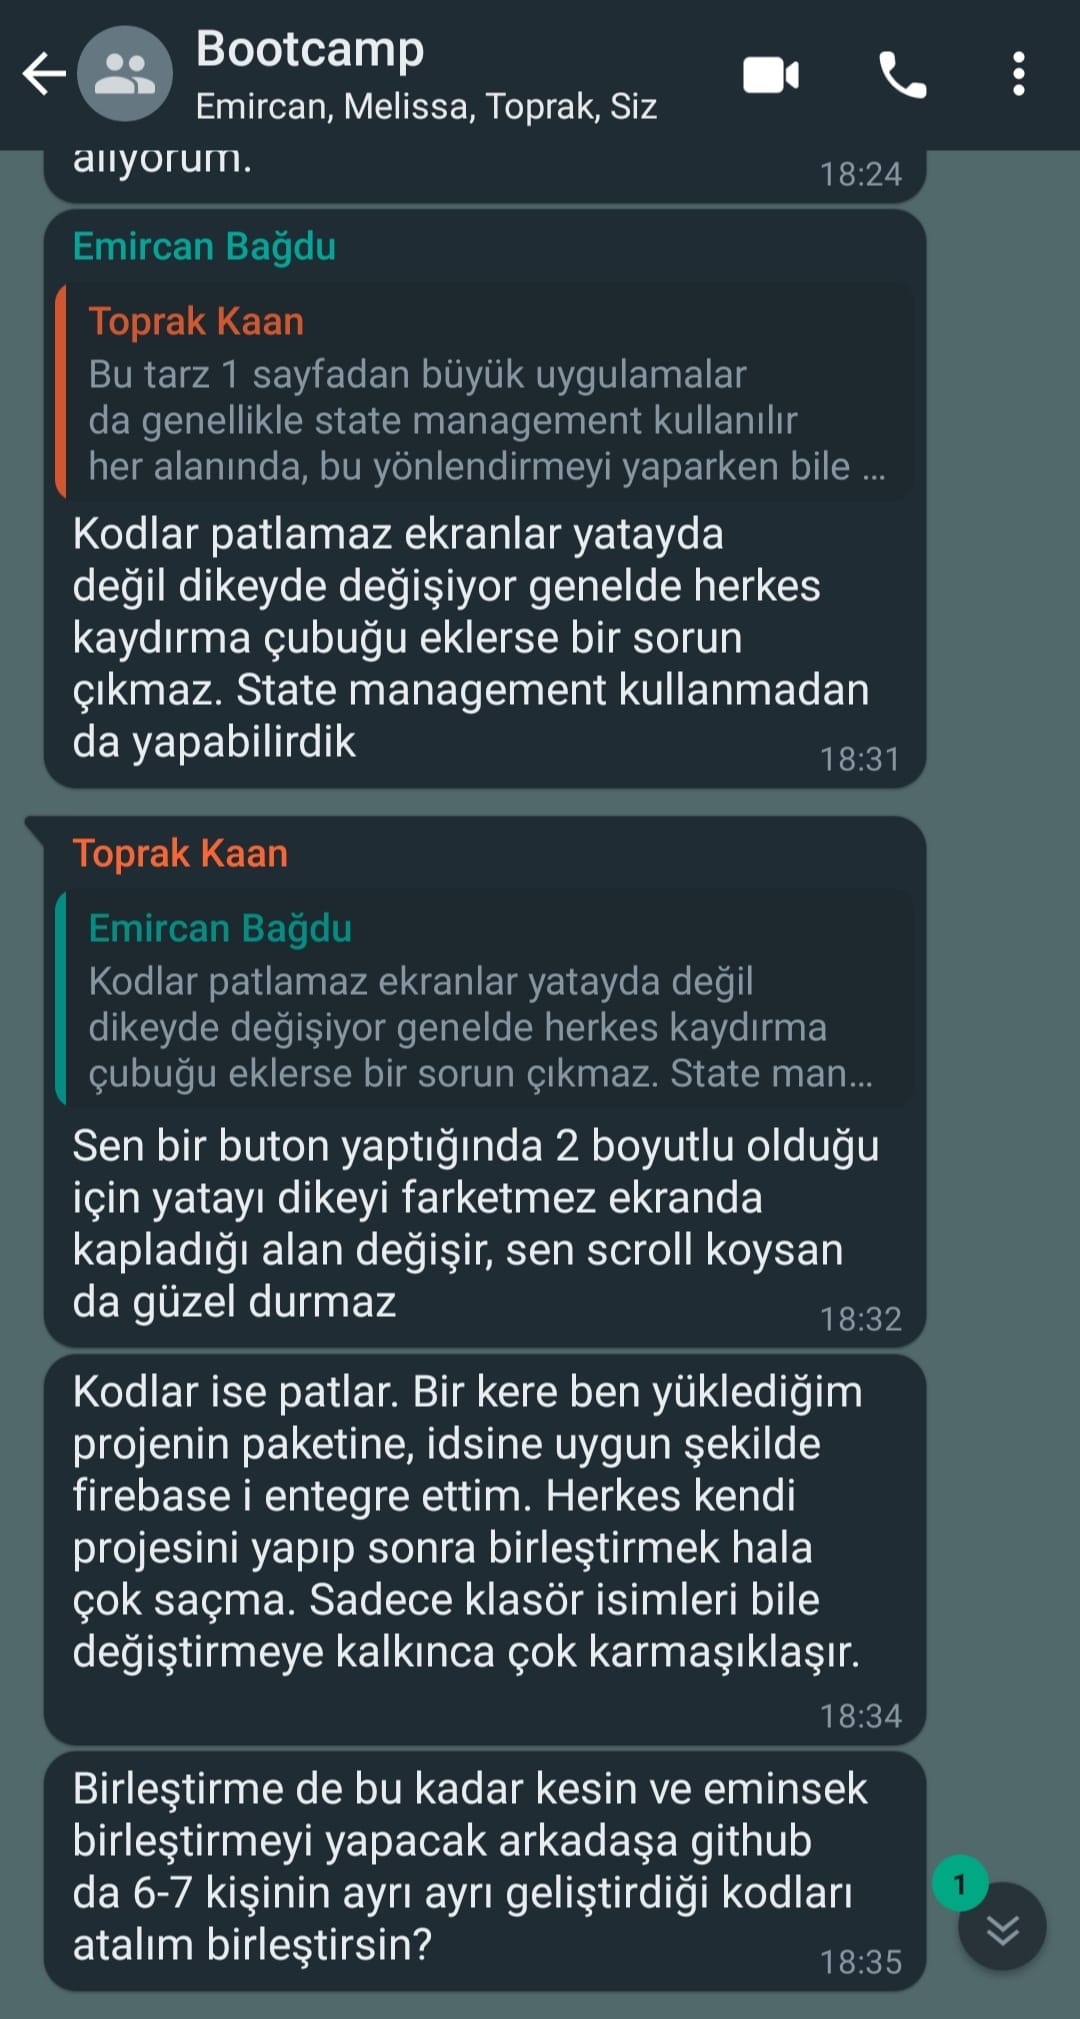 Bootcamp
Emircan, Melissa, Toprak, Siz
alıyorum.
18:24
Emircan Bağdu
Toprak Kaan
Bu tarz 1 sayfadan büyük uygulamalar
da genellikle state management kullanılır
her alanında, bu yönlendirmeyi yaparken bile ...
Kodlar patlamaz ekranlar yatayda
değil dikeyde değişiyor genelde herkes
kaydırma çubuğu eklerse bir sorun
çıkmaz. State management kullanmadan
da yapabilirdik
18:31
Toprak Kaan
Emircan Bağdu
Kodlar patlamaz ekranlar yatayda değil
dikeyde değişiyor genelde herkes kaydırma
çubuğu eklerse bir sorun çıkmaz. State man...
Sen bir buton yaptığında 2 boyutlu olduğu
için yatayı dikeyi farketmez ekranda
kapladığı alan değişir, sen scroll koysan
da güzel durmaz
18:32
Kodlar ise patlar. Bir kere ben yüklediğim
projenin paketine, idsine uygun şekilde
firebase i entegre ettim. Herkes kendi
projesini yapıp sonra birleştirmek hala
çok saçma. Sadece klasör isimleri bile
değiştirmeye kalkınca çok karmaşıklaşır.
18:34
Birleştirme de bu kadar kesin ve eminsek
birleştirmeyi yapacak arkadaşa github
da 6-7 kişinin ayrı ayrı geliştirdiği kodları
atalım birleştirsin?
18:35
1